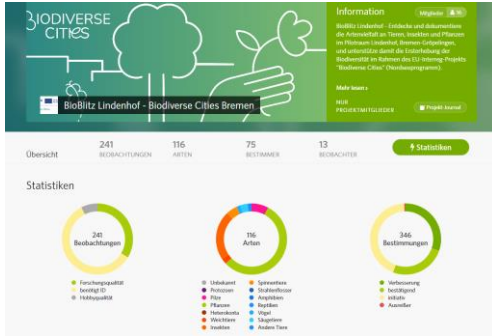 BIODIVERSE
CITIES
BioBlitz Lindenhof - Biodiverse Cities Bremen
Information
Mitglieder
BioBlitz Lindenhof - Entdecke und dokumentiere
die Artenvielfalt an Tieren, Insekten und Pflanzen
im Pilotraum Lindenhof, Bremen-Gröpelingen,
und unterstütze damit die Ersterhebung der
Biodiversität im Rahmen des EU-Interreg-Projekts
"Biodiverse Cities" (Nordseeprogramm).
Mehr lesen ›
NUR
PROJEKTMITGLIEDER
Projekt Journal
Übersicht
241
BEOBACHTUNGEN
116
ARTEN
75
BESTIMMER
13
BEOBACHTER
Statistiken
Statistiken
241
Beobachtungen
Forschungsqualität
benötigt ID
Hobbyqualität
116
Arten
Unbekannt
Protozoen
Pilze
Pflanzen
Heterokonta
Weichtiere
Insekten
Spinnentiere
Strahlenflosser
Amphibien
Reptilien
Vögel
Säugetiere
Andere Tiere
346
Bestimmungen
Verbesserung
bestätigend
initiativ
Ausreißer